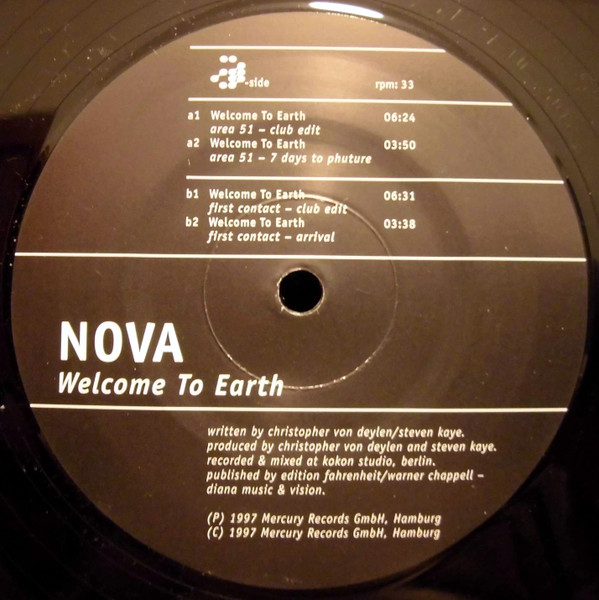 a-side rpm: 33
a1 Welcome To Earth 06:24
area 51 – club edit
a2 Welcome To Earth 03:50
area 51 – 7 days to phuture
b1 Welcome To Earth 06:31
first contact – club edit
b2 Welcome To Earth 03:38
first contact – arrival
NOVA
Welcome To Earth
written by christopher von deylen/steven kaye.
produced by christopher von deylen and steven kaye.
recorded & mixed at kokon studio, berlin.
published by edition fahrenheit/warner chappell –
diana music & vision.
(P) 1997 Mercury Records GmbH, Hamburg
(C) 1997 Mercury Records GmbH, Hamburg